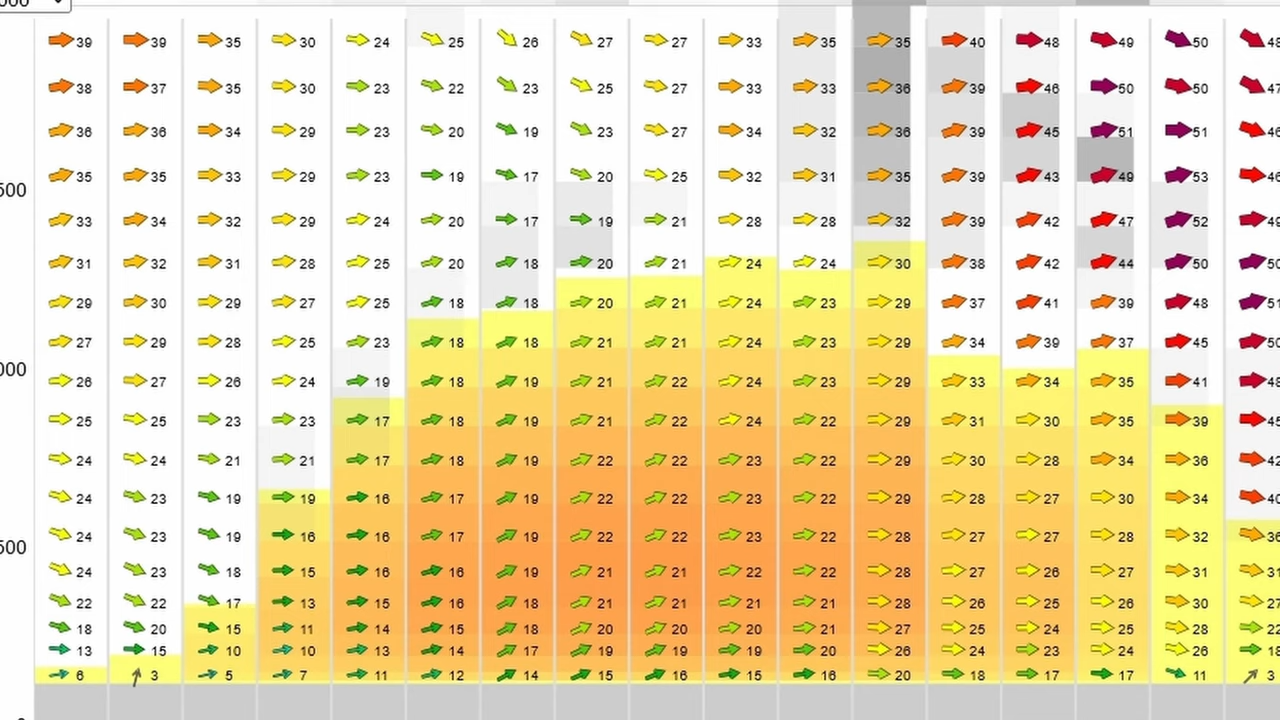 39 39 35 30 24 25 26 27 27 33 35 35 40 48 49 50
38 37 35 30 23 22 23 25 27 33 33 36 39 46 50 50 47
36 36 34 29 23 20 19 23 27 34 32 36 39 45 51 51 46
35 35 33 29 23 19 17 20 25 32 31 35 39 43 49 53 46
500
33 34 32 29 24 20 17 19 21 28 28 32 39 42 47 52
31 32 31 28 25 20 18 20 21 24 24 30 38 42 44 50 50
29 30 29 27 25 18 18 20 21 24 23 29 37 41 39 48 51
27 29 28 25 23 18 18 21 21 24 23 29 34 39 37 45 50
000
26 27 26 24 19 18 19 21 22 24 23 29 33 34 35 41
25 25 23 23 17 18 19 21 22 24 22 29 31 30 35 39 45
24 24 21 21 17 18 19 22 22 23 22 29 30 28 34 36 42
24 23 19 19 16 17 19 22 22 23 22 29 28 27 30 34 40
24 23 19 16 16 17 19 22 22 23 22 28 27 27 28 32 36
500
24 23 18 15 16 16 19 21 21 22 22 28 27 26 27 31 31
22 22 17 13 15 16 18 21 21 21 21 28 26 25 26 30 27
18 20 15 11 14 15 18 20 20 20 21 27 25 24 25 28 22
13 15 10 10 13 14 17 19 19 19 20 26 24 23 24 26 18
6 3 5 7 11 12 14 15 16 15 16 20 18 17 17 11 3